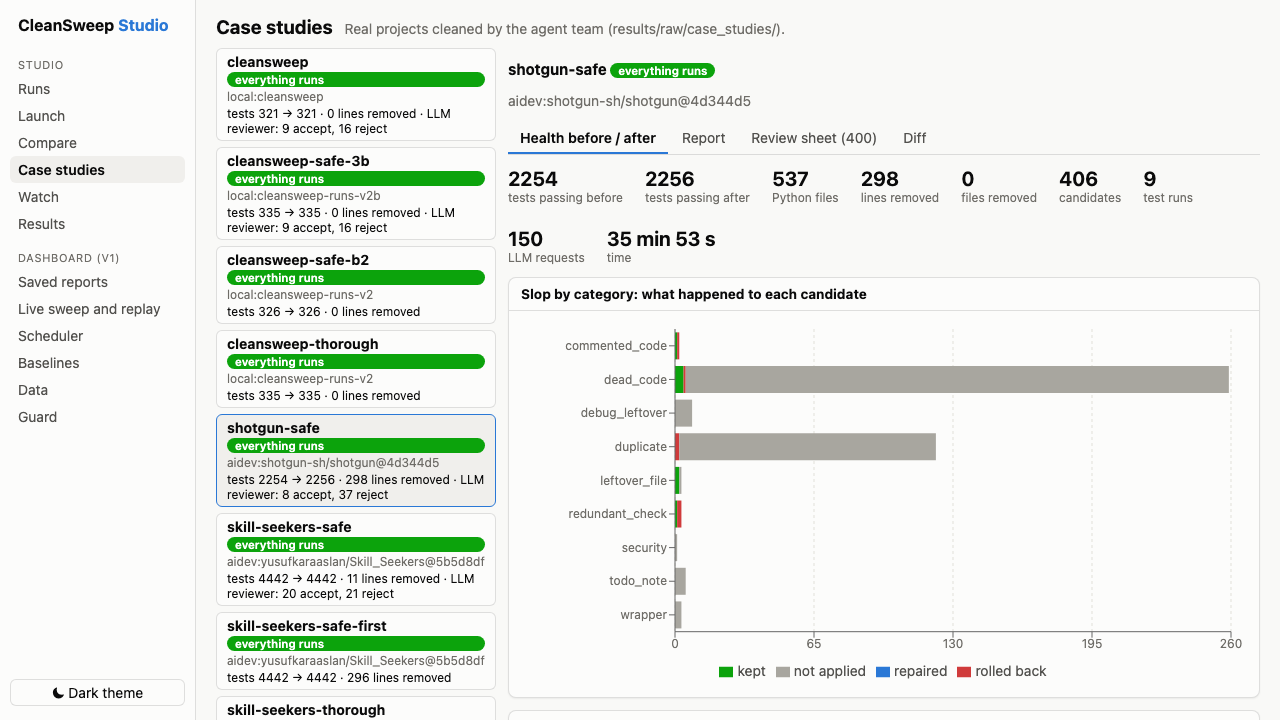 CleanSweep Studio
STUDIO
Runs
Launch
Compare
Case studies
Watch
Results
DASHBOARD (V1)
Saved reports
Live sweep and replay
Scheduler
Baselines
Data
Guard
Dark theme
Case studies Real projects cleaned by the agent team (results/raw/case_studies/).
cleansweep
everything runs
local:cleansweep
tests 321 → 321 · 0 lines removed · LLM
reviewer: 9 accept, 16 reject
cleansweep-safe-3b
everything runs
local:cleansweep-runs-v2b
tests 335 → 335 · 0 lines removed · LLM
reviewer: 9 accept, 16 reject
cleansweep-safe-b2
everything runs
local:cleansweep-runs-v2
tests 326 → 326 · 0 lines removed
cleansweep-thorough
everything runs
local:cleansweep-runs-v2
tests 335 → 335 · 0 lines removed
shotgun-safe
everything runs
aidev:shotgun-sh/shotgun@4d344d5
tests 2254 → 2256 · 298 lines removed · LLM
reviewer: 8 accept, 37 reject
skill-seekers-safe
everything runs
aidev:yusufkaraaslan/Skill_Seekers@5b5d8df
tests 4442 → 4442 · 11 lines removed · LLM
reviewer: 20 accept, 21 reject
skill-seekers-safe-first
everything runs
aidev:yusufkaraaslan/Skill_Seekers@5b5d8df
tests 4442 → 4442 · 296 lines removed
skill-seekers-thorough
shotgun-safe everything runs
aidev:shotgun-sh/shotgun@4d344d5
Health before / after Report Review sheet (400) Diff
2254 2256 537 298 0 406 9
tests passing before tests passing after Python files lines removed files removed candidates test runs
150 35 min 53 s
LLM requests time
Slop by category: what happened to each candidate
commented_code
dead_code
debug_leftover
duplicate
leftover_file
redundant_check
security
todo_note
wrapper
0 65 130 195 260
kept not applied repaired rolled back